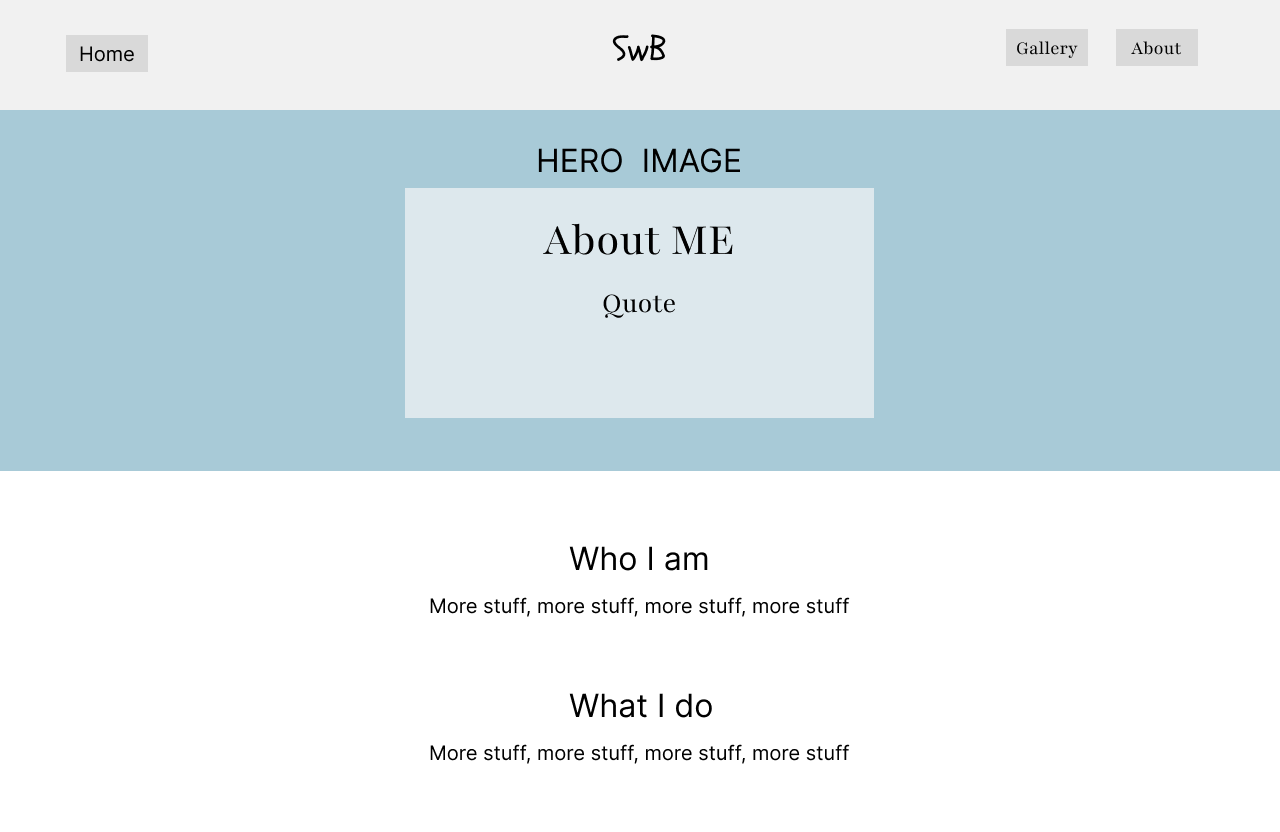 Home
SwB
Gallery
About
HERO IMAGE
About ME
Quote
Who I am
More stuff, more stuff, more stuff, more stuff
What I do
More stuff, more stuff, more stuff, more stuff